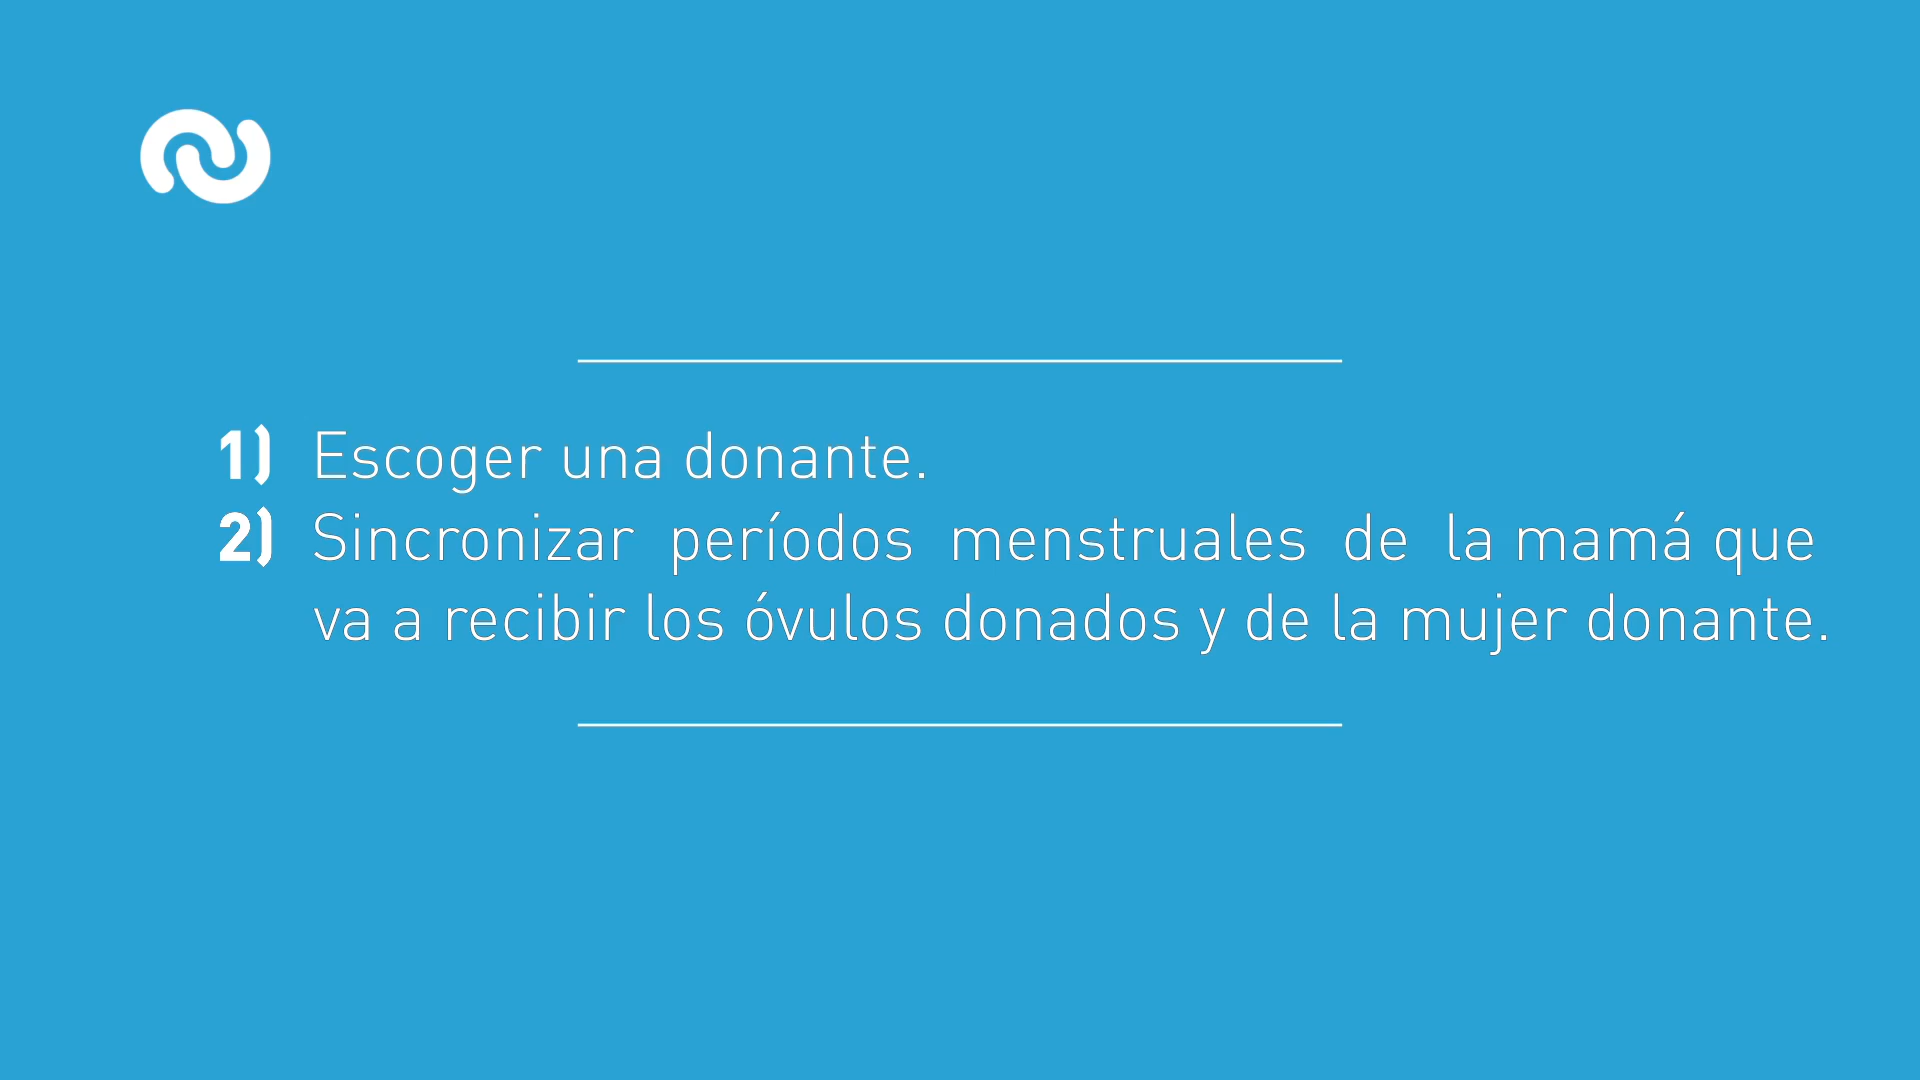 1) Escoger una donante.
2) Sincronizar períodos menstruales de la mamá que
va a recibir los óvulos donados y de la mujer donante.